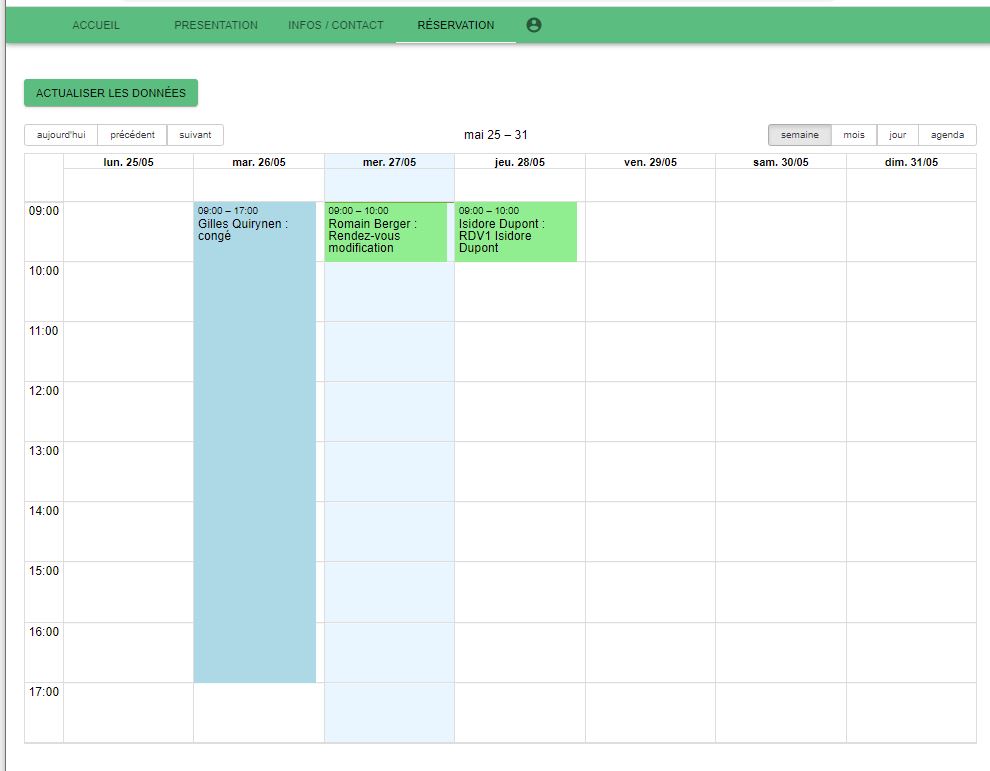 ACCUEIL PRESENTATION INFOS / CONTACT RÉSERVATION
ACTUALISER LES DONNÉES
aujourd'hui précédent suivant mai 25 – 31 semaine mois jour agenda
lun. 25/05 mar. 26/05 mer. 27/05 jeu. 28/05 ven. 29/05 sam. 30/05 dim. 31/05
09:00
09:00 – 17:00
Gilles Quirynen :
congé
09:00 – 10:00
Romain Berger :
Rendez-vous
modification
09:00 – 10:00
Isidore Dupont :
RDV1 Isidore
Dupont
10:00
11:00
12:00
13:00
14:00
15:00
16:00
17:00